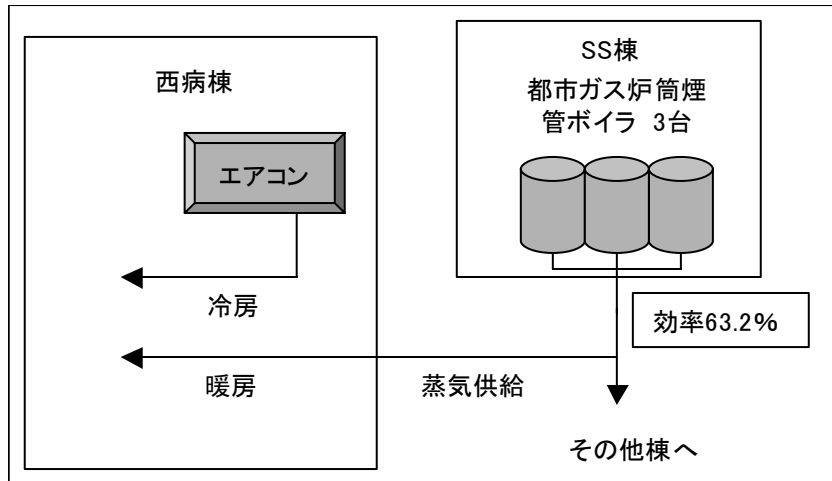 西病棟
エアコン
冷房
暖房
SS棟
都市ガス炉筒煙
管ボイラ 3台
効率63.2%
蒸気供給
その他棟へ